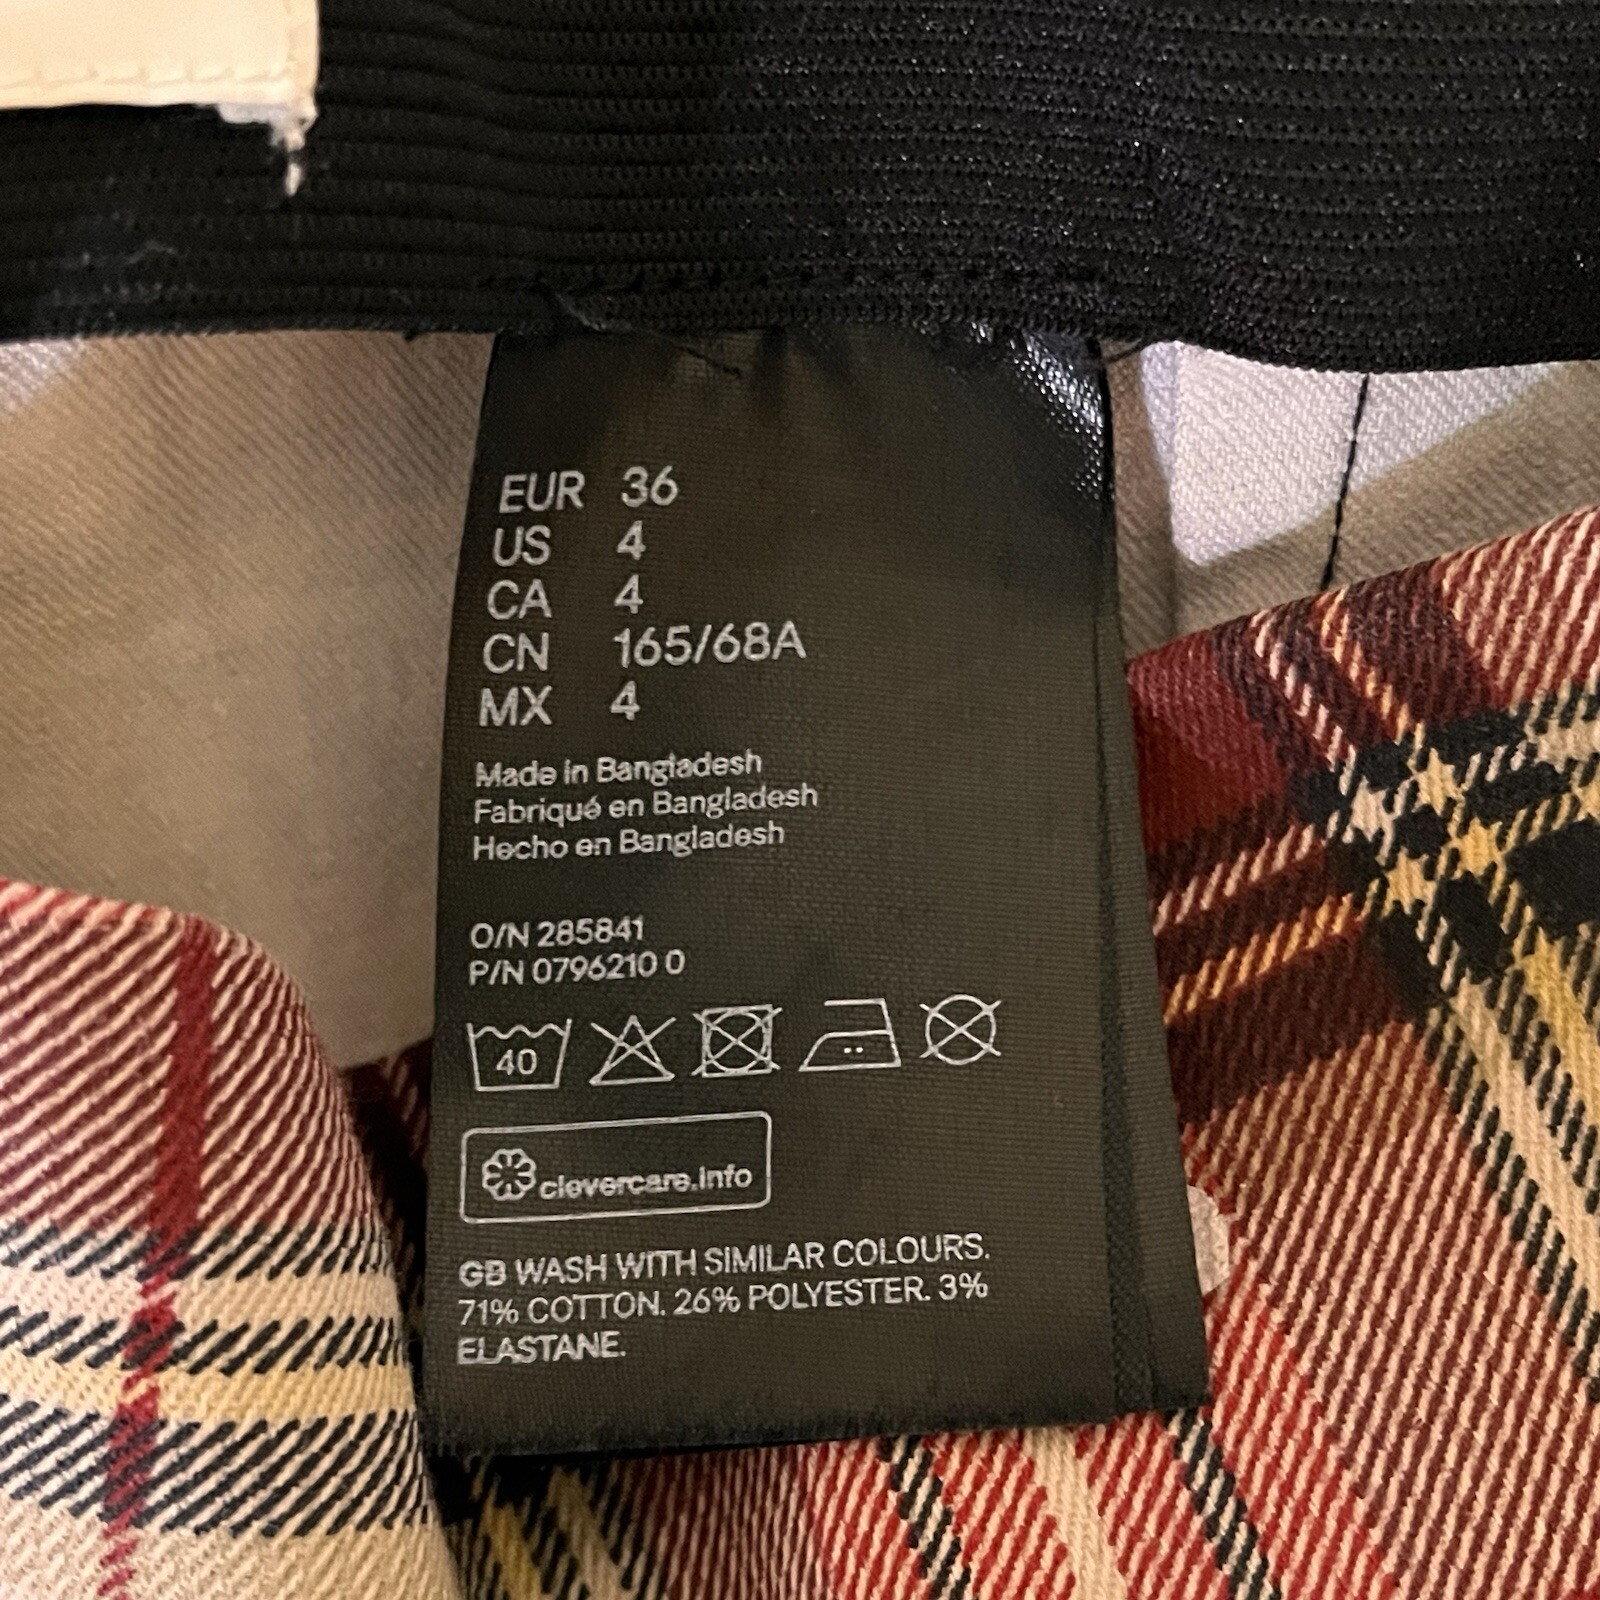 EUR 36
US 4
CA 4
CN 165/68A
MX 4
Made in Bangladesh
Fabriqué en Bangladesh
Hecho en Bangladesh
O/N 285841
P/N 0796210 0
40
clevercare.info
GB WASH WITH SIMILAR COLOURS.
71% COTTON. 26% POLYESTER. 3%
ELASTANE.